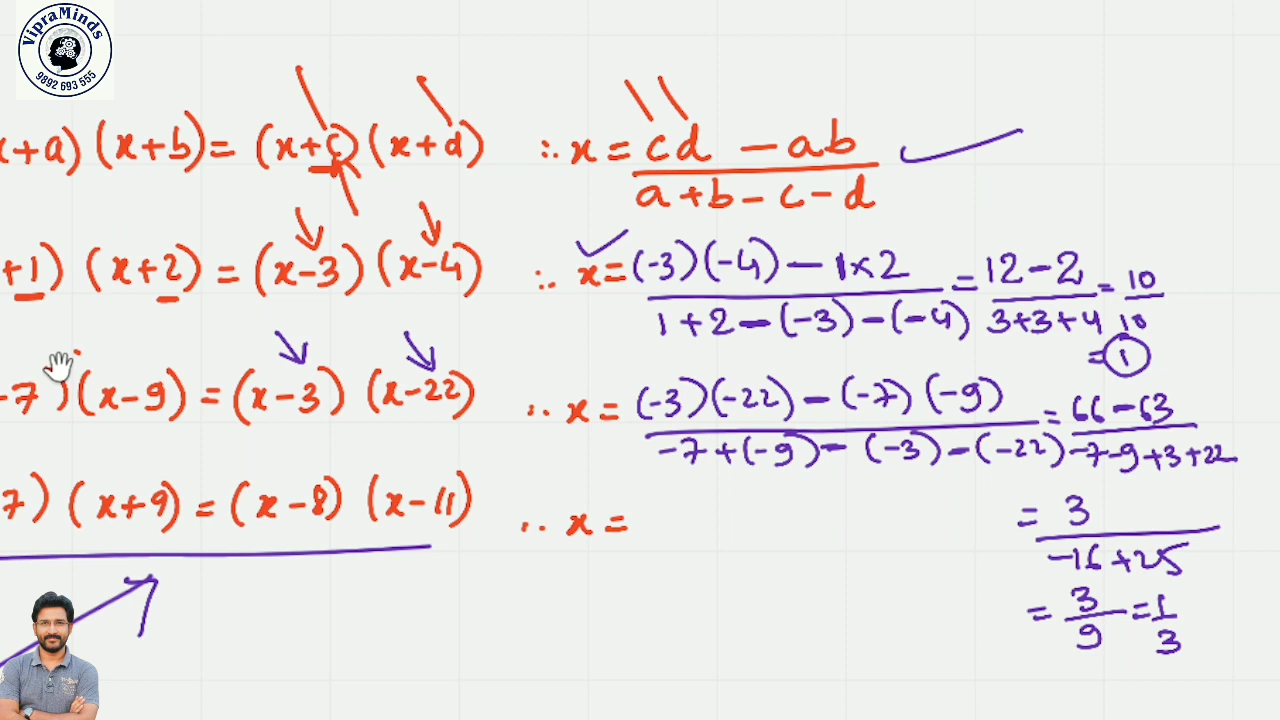 VipraMinds
9892 693 555
x+a) (x+b) = (x+c) (x+d) ∴ x = cd - ab / a+b-c-d
+1) (x+2) = (x-3) (x-4) ∴ x = (-3)(-4) - 1×2 / 1+2-(-3)-(-4) = 12-2 / 3+3+4 = 10 / 10
= 1
-7) (x-9) = (x-3) (x-22) ∴ x = (-3)(-22) - (-7)(-9) / -7+(-9)-(-3)-(-22) = 66-63 / -7-9+3+22
7) (x+9) = (x-8) (x-11) ∴ x =
= 3 / -16+25
= 3 / 9 = 1 / 3